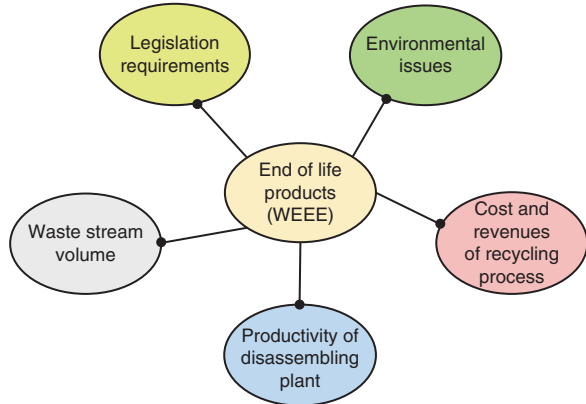 Legislation
requirements
Environmental
issues
End of life
products
(WEEE)
Waste stream
volume
Cost and
revenues
of recycling
process
Productivity of
disassembling
plant